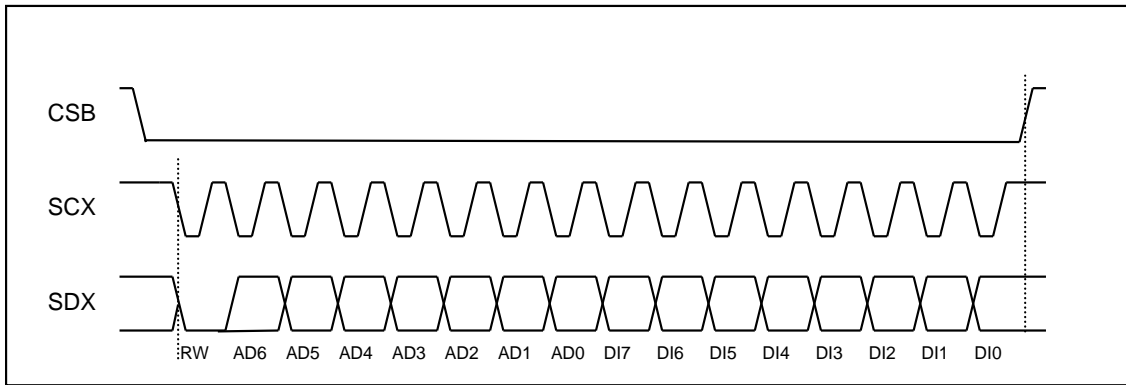 CSB
SCX
SDX
RW AD6 AD5 AD4 AD3 AD2 AD1 AD0 DI7 DI6 DI5 DI4 DI3 DI2 DI1 DI0